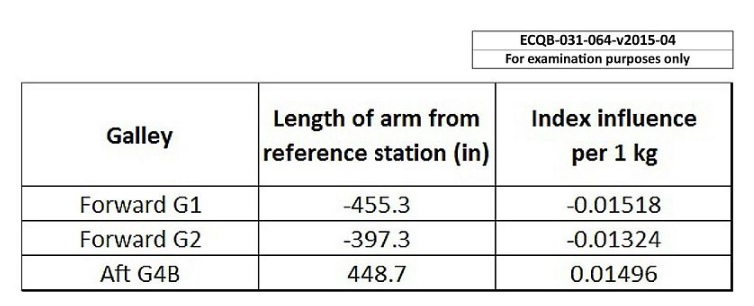 ECQB-031-064-v2015-04
For examination purposes only
Galley
Length of arm from
reference station (in)
Index influence
per 1 kg
Forward G1 -455.3 -0.01518
Forward G2 -397.3 -0.01324
Aft G4B 448.7 0.01496